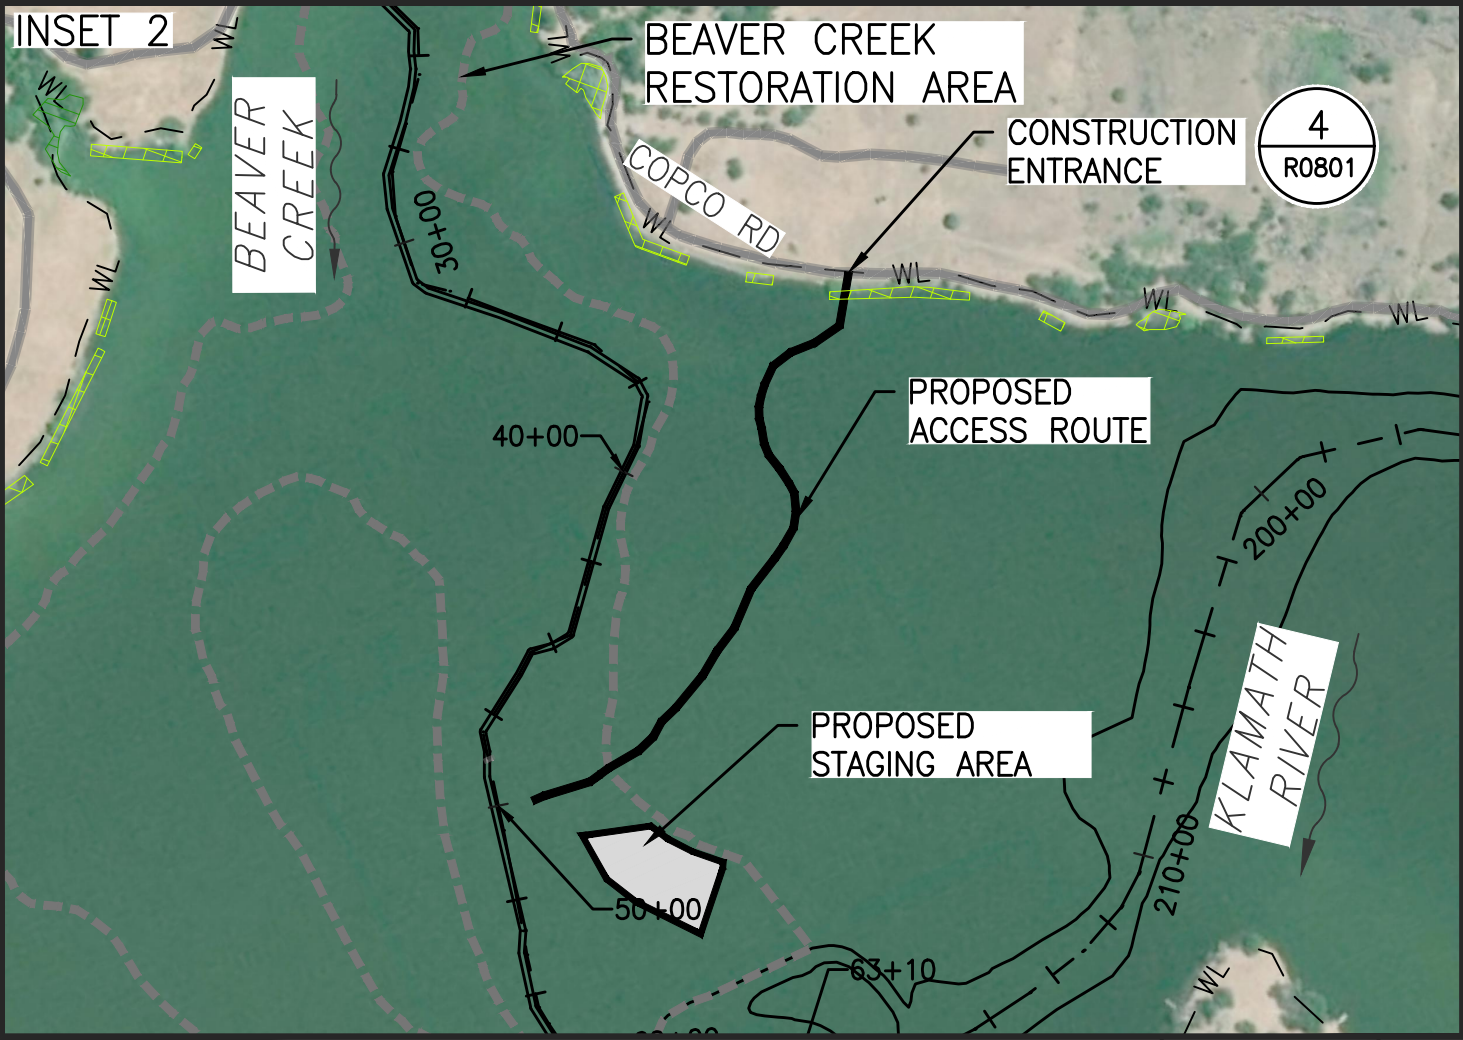 INSET 2
WL
WL
BEAVER CREEK
RESTORATION AREA
WL
CONSTRUCTION
ENTRANCE
4
R0801
BEAVER
CREEK
COPCO RD
WL
30+00
WL
WL
WL
WL
PROPOSED
ACCESS ROUTE
40+00
200+00
KLAMATH
RIVER
PROPOSED
STAGING AREA
210+00
50+00
63+10
WL